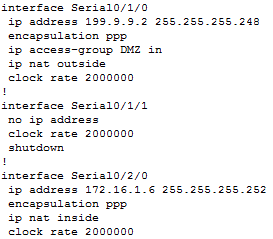 interface Serial0/1/0
 ip address 199.9.9.2 255.255.255.248
 encapsulation ppp
 ip access-group DMZ in
 ip nat outside
 clock rate 2000000
!
interface Serial0/1/1
 no ip address
 clock rate 2000000
 shutdown
!
interface Serial0/2/0
 ip address 172.16.1.6 255.255.255.252
 encapsulation ppp
 ip nat inside
 clock rate 2000000